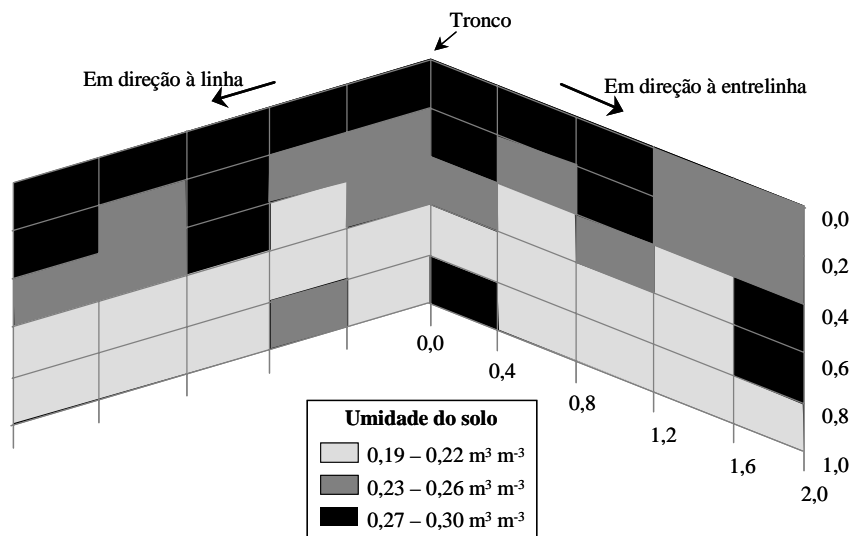 Tronco
Em direção à linha
Em direção à entrelinha
0,0
0,2
0,4
0,6
0,8
1,0
0,0
0,4
0,8
1,2
1,6
2,0
Umidade do solo
0,19 – 0,22 m³ m⁻³
0,23 – 0,26 m³ m⁻³
0,27 – 0,30 m³ m⁻³